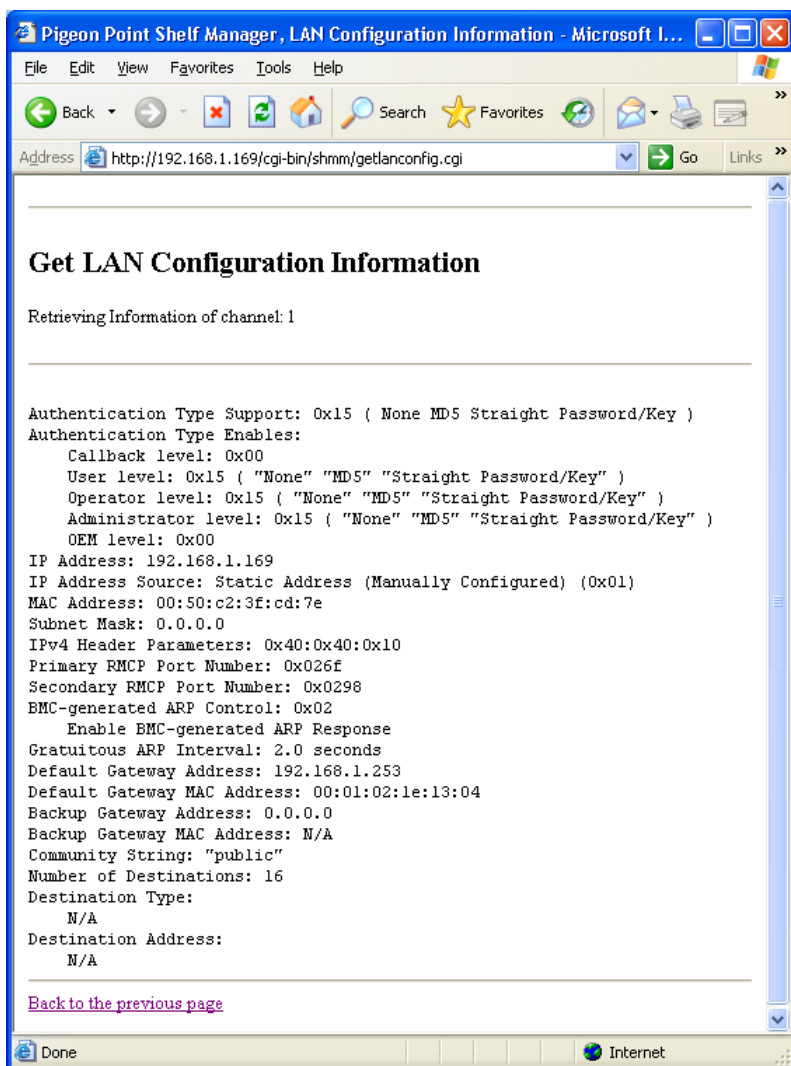 Pigeon Point Shelf Manager, LAN Configuration Information - Microsoft I...
File Edit View Favorites Tools Help
Back Search Favorites »
Address http://192.168.1.169/cgi-bin/shmm/getlanconfig.cgi Go Links »
Get LAN Configuration Information
Retrieving Information of channel: 1
Authentication Type Support: 0x15 ( None MD5 Straight Password/Key )
Authentication Type Enables:
Callback level: 0x00
User level: 0x15 ( "None" "MD5" "Straight Password/Key" )
Operator level: 0x15 ( "None" "MD5" "Straight Password/Key" )
Administrator level: 0x15 ( "None" "MD5" "Straight Password/Key" )
OEM level: 0x00
IP Address: 192.168.1.169
IP Address Source: Static Address (Manually Configured) (0x01)
MAC Address: 00:50:c2:3f:cd:7e
Subnet Mask: 0.0.0.0
IPv4 Header Parameters: 0x40:0x40:0x10
Primary RMCP Port Number: 0x026f
Secondary RMCP Port Number: 0x0298
BMC-generated ARP Control: 0x02
Enable BMC-generated ARP Response
Gratuitous ARP Interval: 2.0 seconds
Default Gateway Address: 192.168.1.253
Default Gateway MAC Address: 00:01:02:1e:13:04
Backup Gateway Address: 0.0.0.0
Backup Gateway MAC Address: N/A
Community String: "public"
Number of Destinations: 16
Destination Type:
N/A
Destination Address:
N/A
Back to the previous page
Done Internet